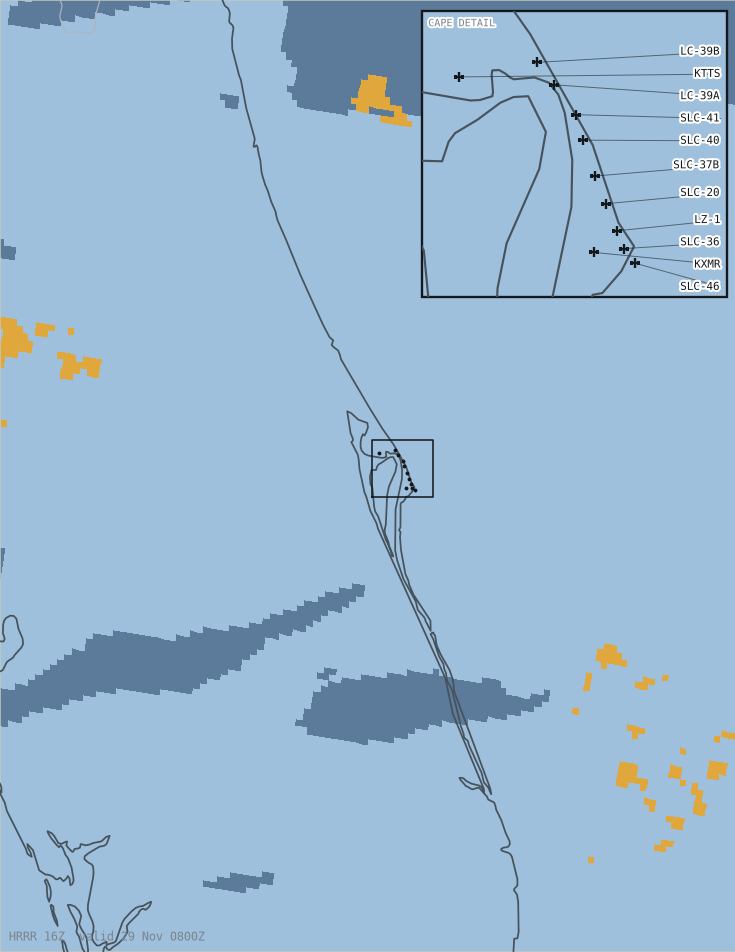 CAPE DETAIL
LC-39B
KTTS
LC-39A
SLC-41
SLC-40
SLC-37B
SLC-20
LZ-1
SLC-36
KXMR
SLC-46
HRRR 16Z valid 29 Nov 0800Z